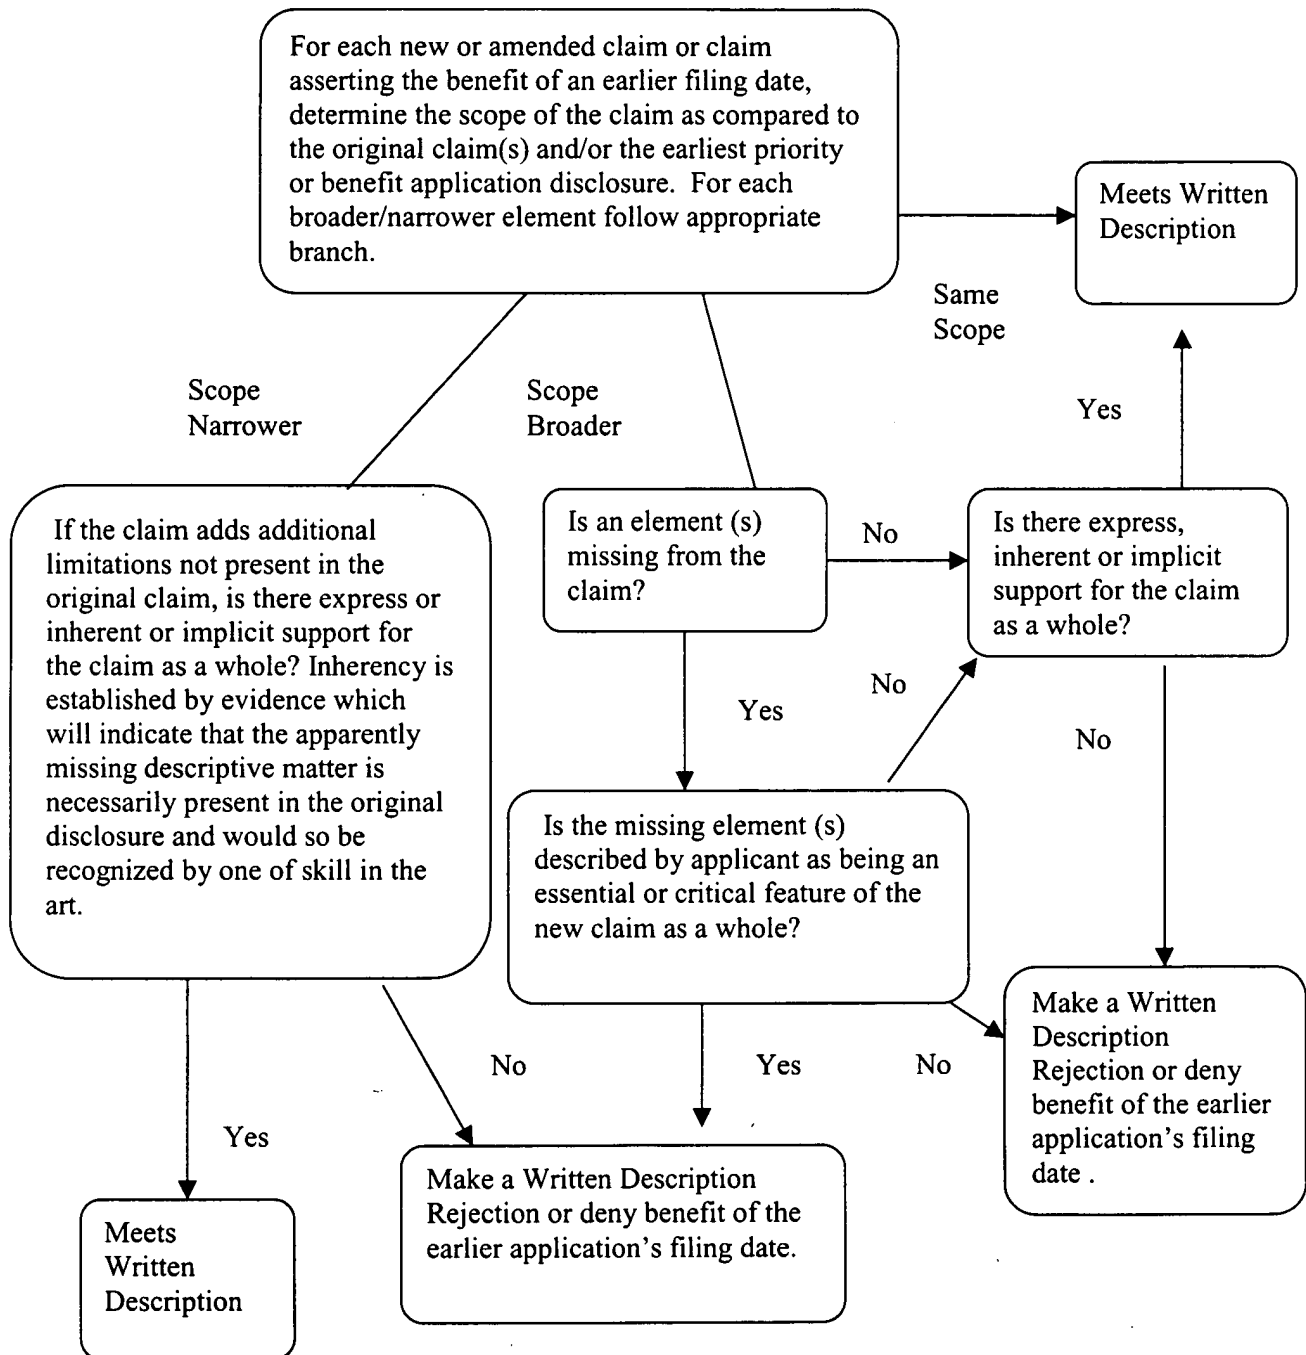 For each new or amended claim or claim
asserting the benefit of an earlier filing date,
determine the scope of the claim as compared to
the original claim(s) and/or the earliest priority
or benefit application disclosure. For each
broader/narrower element follow appropriate
branch.
Meets Written
Description
Same
Scope
Scope
Narrower
Scope
Broader
Yes
If the claim adds additional
limitations not present in the
original claim, is there express or
inherent or implicit support for
the claim as a whole? Inherency is
established by evidence which
will indicate that the apparently
missing descriptive matter is
necessarily present in the original
disclosure and would so be
recognized by one of skill in the
art.
Is an element (s)
missing from the
claim?
No
Is there express,
inherent or implicit
support for the claim
as a whole?
Yes
No
No
Is the missing element (s)
described by applicant as being an
essential or critical feature of the
new claim as a whole?
No
Yes
No
Make a Written
Description
Rejection or deny
benefit of the earlier
application's filing
date .
Yes
Make a Written Description
Rejection or deny benefit of the
earlier application's filing date.
Meets
Written
Description